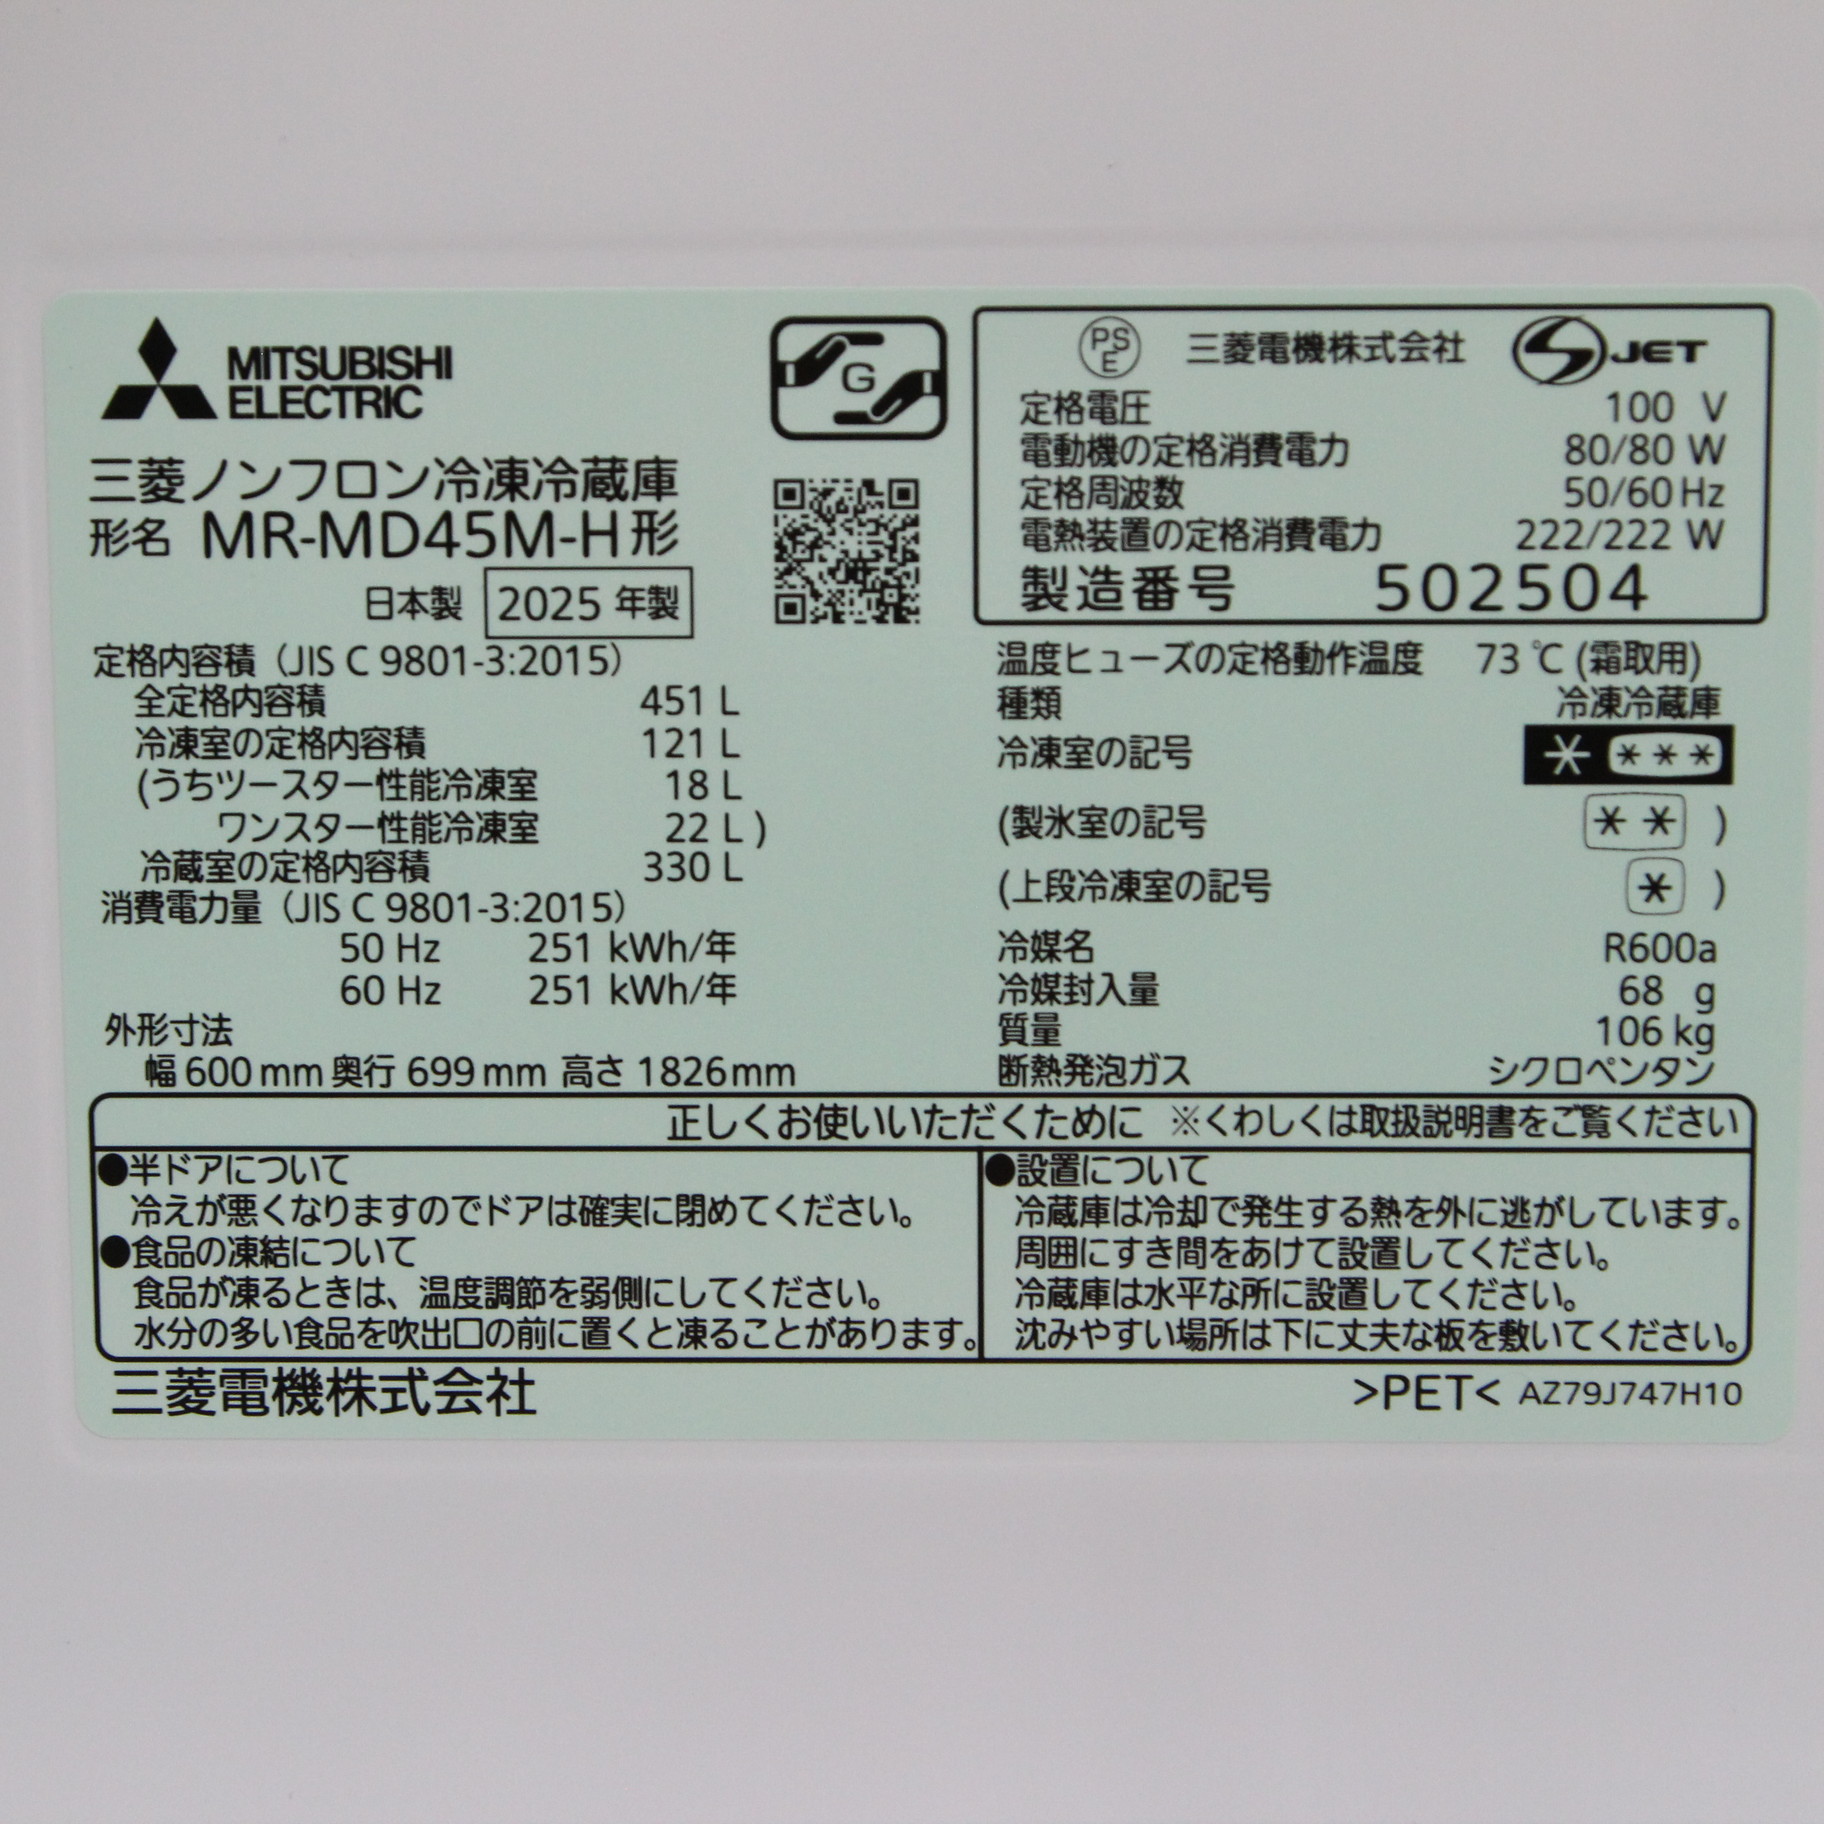 MITSUBISHI
ELECTRIC
G
三菱ノンフロン冷凍冷蔵庫
形名 MR-MD45M-H形
日本製 2025 年製
定格内容積（JIS C 9801-3:2015）
全定格内容積 451 L
冷凍室の定格内容積 121 L
(うちツースター性能冷凍室 18 L
ワンスター性能冷凍室 22 L )
冷蔵室の定格内容積 330 L
消費電力量（JIS C 9801-3:2015）
50 Hz 251 kWh/年
60 Hz 251 kWh/年
外形寸法
幅 600 mm 奥行 699 mm 高さ 1826 mm
PS
E
三菱電機株式会社
JET
定格電圧 100 V
電動機の定格消費電力 80/80 W
定格周波数 50/60 Hz
電熱装置の定格消費電力 222/222 W
製造番号 502504
温度ヒューズの定格動作温度 73 ℃ (霜取用)
種類 冷凍冷蔵庫
冷凍室の記号 * ***
(製氷室の記号 ** )
(上段冷凍室の記号 * )
冷媒名 R600a
冷媒封入量 68 g
質量 106 kg
断熱発泡ガス シクロペンタン
正しくお使いいただくために ※くわしくは取扱説明書をご覧ください
●半ドアについて
冷えが悪くなりますのでドアは確実に閉めてください。
●食品の凍結について
食品が凍るときは、温度調節を弱側にしてください。
水分の多い食品を吹出口の前に置くと凍ることがあります。
●設置について
冷蔵庫は冷却で発生する熱を外に逃がしています。
周囲にすき間をあけて設置してください。
冷蔵庫は水平な所に設置してください。
沈みやすい場所は下に丈夫な板を敷いてください。
三菱電機株式会社
>PET< AZ79J747H10